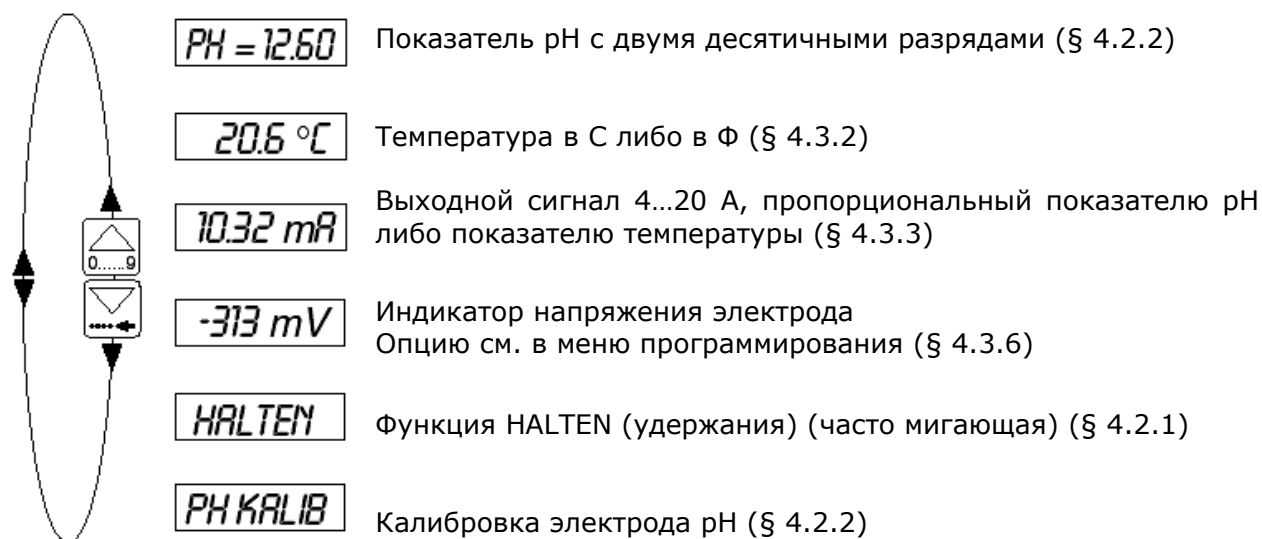 PH = 12.60
Показатель pH с двумя десятичными разрядами (§ 4.2.2)
20.6 °C
Температура в С либо в Ф (§ 4.3.2)
10.32 mA
Выходной сигнал 4…20 А, пропорциональный показателю pH
либо показателю температуры (§ 4.3.3)
0......9
-313 mV
Индикатор напряжения электрода
Опцию см. в меню программирования (§ 4.3.6)
HALTEN
Функция HALTEN (удержания) (часто мигающая) (§ 4.2.1)
PH KALIB
Калибровка электрода pH (§ 4.2.2)